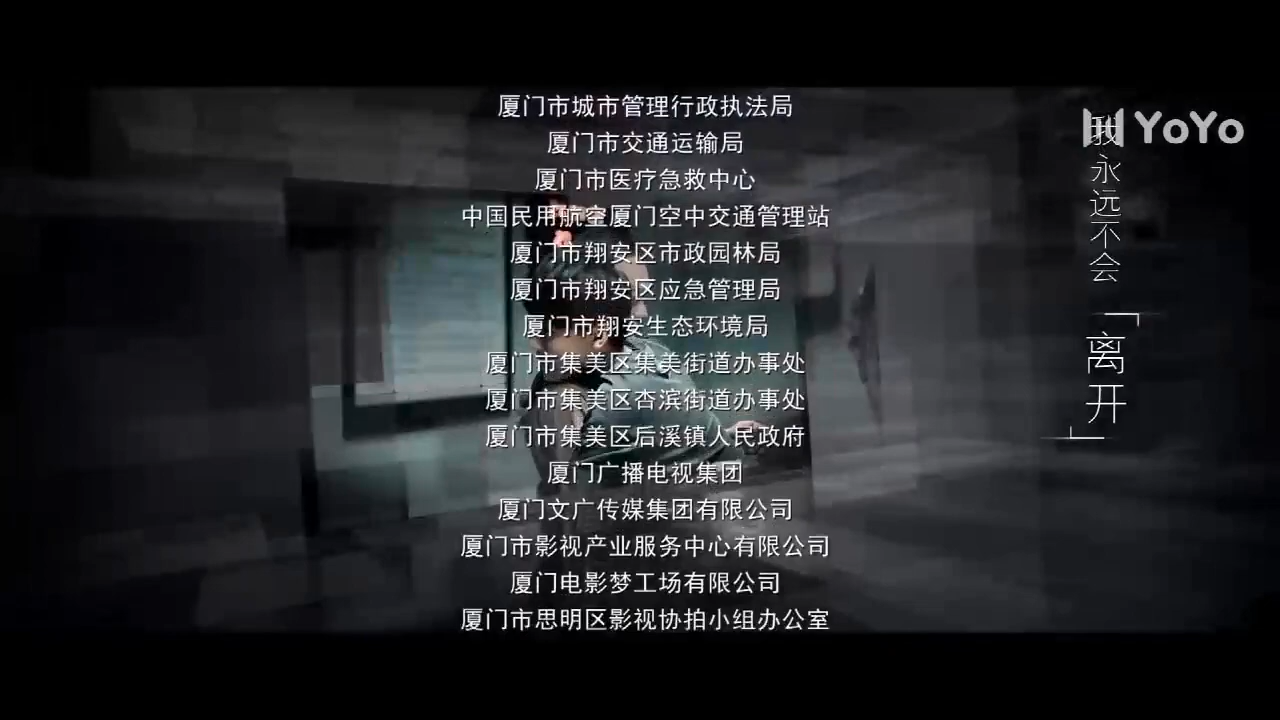 厦门市城市管理行政执法局
厦门市交通运输局
厦门市医疗急救中心
中国民用航空厦门空中交通管理站
厦门市翔安区市政园林局
厦门市翔安区应急管理局
厦门市翔安生态环境局
厦门市集美区集美街道办事处
厦门市集美区杏滨街道办事处
厦门市集美区后溪镇人民政府
厦门广播电视集团
厦门文广传媒集团有限公司
厦门市影视产业服务中心有限公司
厦门电影梦工场有限公司
厦门市思明区影视协拍小组办公室
YoYo
我永远不会
「离开」